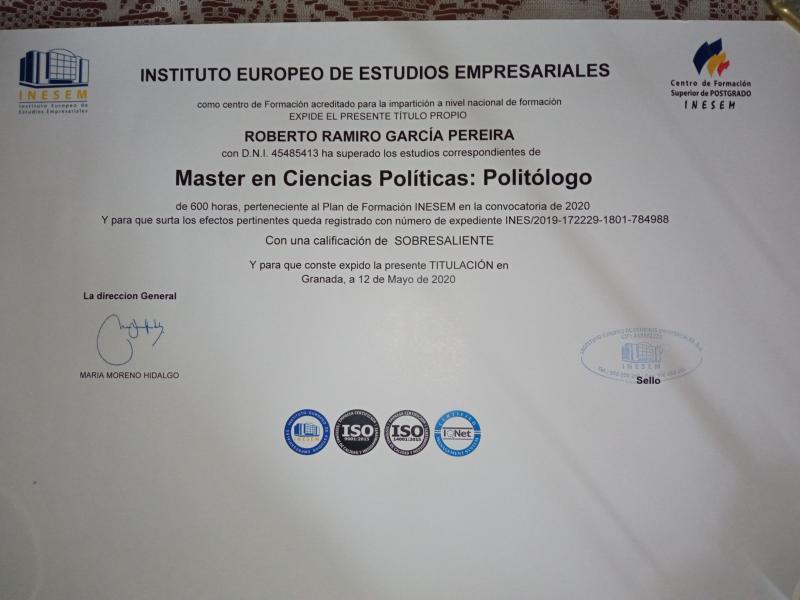 INSTITUTO EUROPEO DE ESTUDIOS EMPRESARIALES
INESEM
Instituto Europeo de
Estudios Empresariales
Centro de Formación
Superior de POSTGRADO
INESEM
como centro de Formación acreditado para la impartición a nivel nacional de formación
EXPIDE EL PRESENTE TÍTULO PROPIO
ROBERTO RAMIRO GARCÍA PEREIRA
con D.N.I. 45485413 ha superado los estudios correspondientes de
Master en Ciencias Políticas: Politólogo
de 600 horas, perteneciente al Plan de Formación INESEM en la convocatoria de 2020
Y para que surta los efectos pertinentes queda registrado con número de expediente INES/2019-172229-1801-784988
Con una calificación de SOBRESALIENTE
Y para que conste expido la presente TITULACIÓN en
Granada, a 12 de Mayo de 2020
La direccion General
MARIA MORENO HIDALGO
INESEM
Sello
INESEM
ISO
9001:2015
ISO
14001:2015
CERTIFIED
IQNet
MANAGEMENT SYSTEM